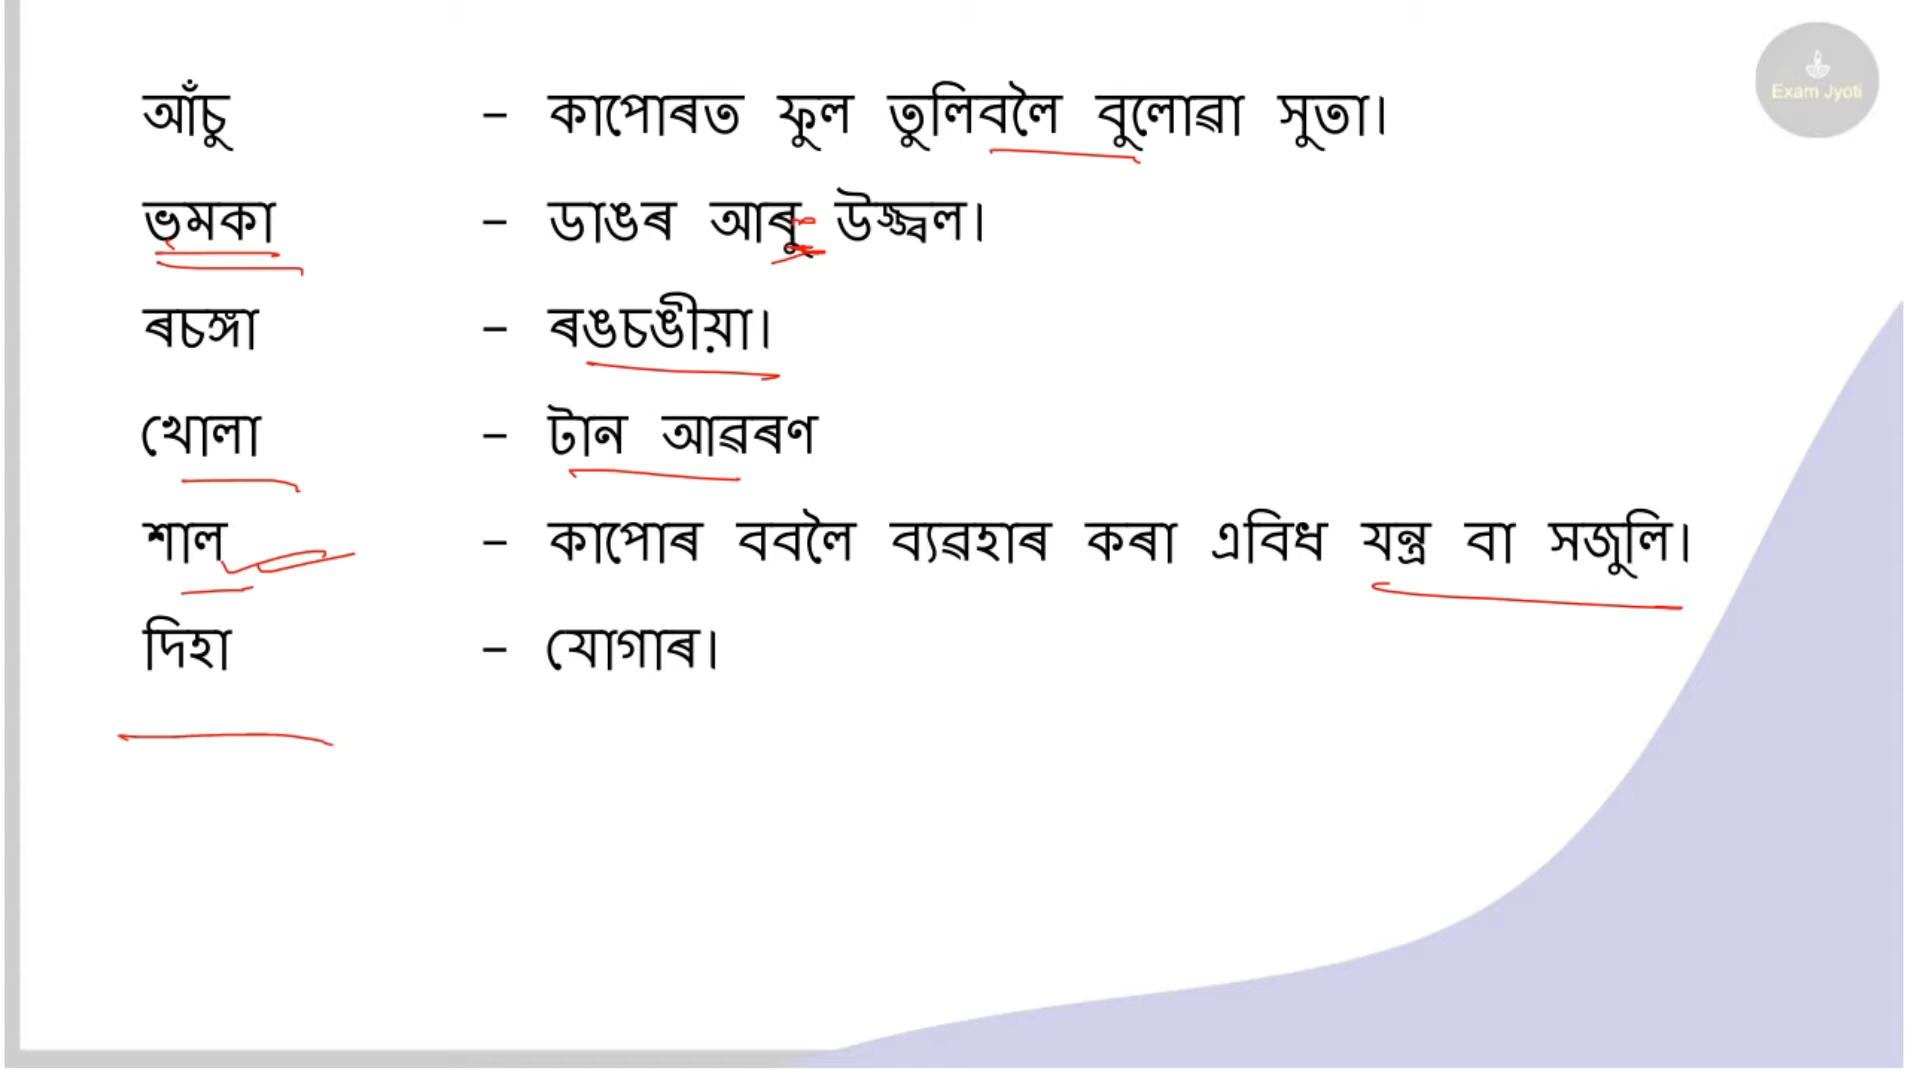 Exam Jyoti
আঁচু – কাপোৰত ফুল তুলিবলৈ বুলোৱা সুতা।
ভমকা – ডাঙৰ আৰু উজ্জ্বল।
ৰচঙ্গা – ৰঙচঙীয়া।
খোলা – টান আৱৰণ
শাল – কাপোৰ ববলৈ ব্যৱহাৰ কৰা এবিধ যন্ত্ৰ বা সজুলি।
দিহা – যোগাৰ।